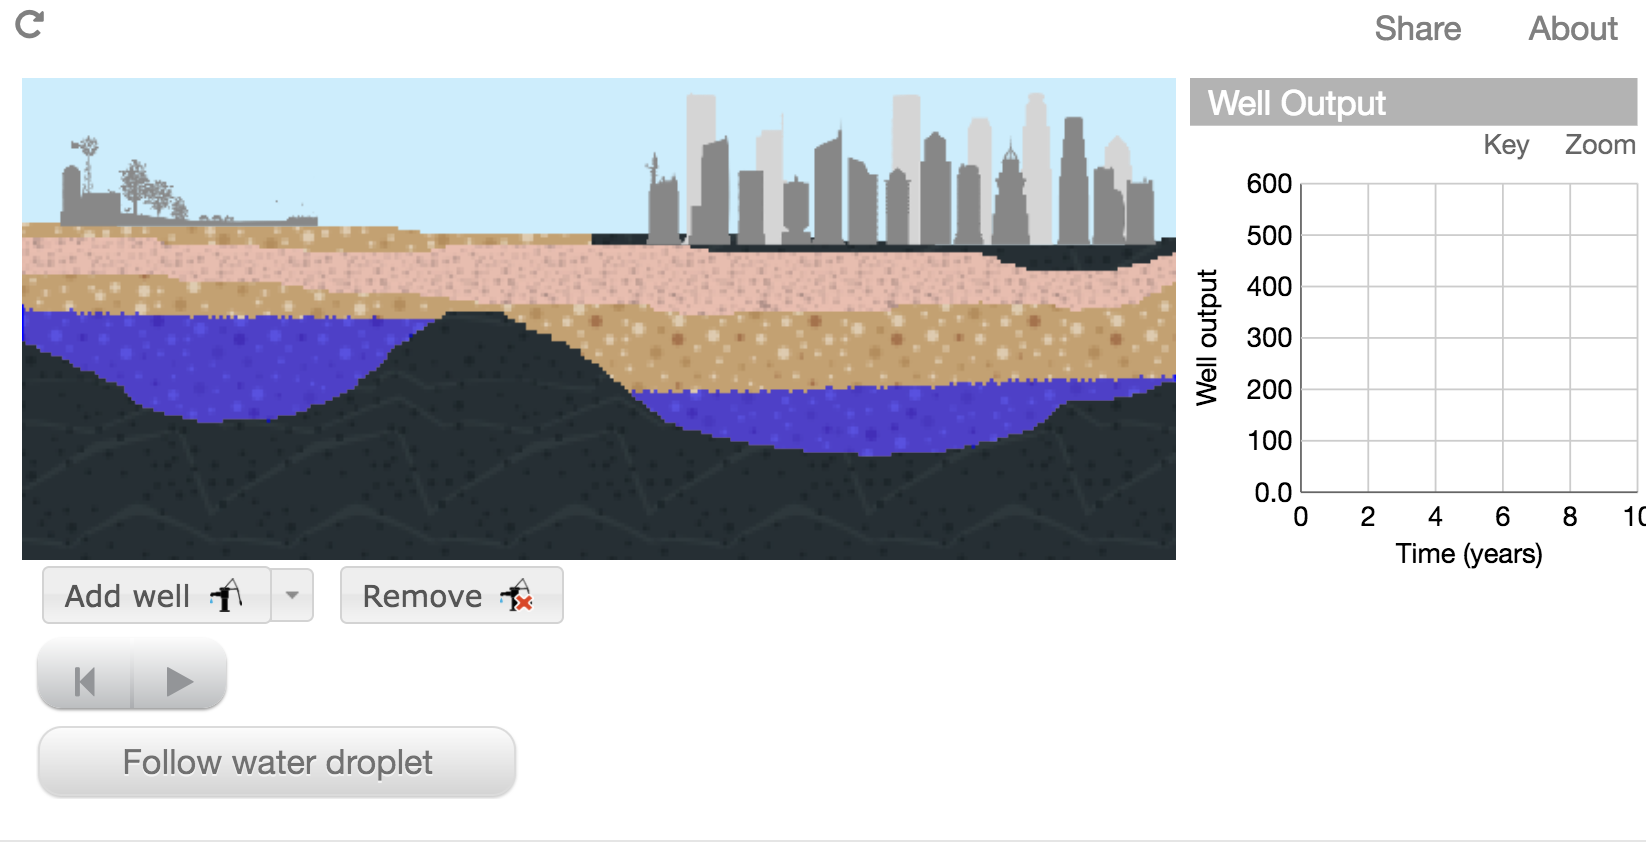 Share About
Well Output
Key Zoom
600
500
400
300
200
100
0.0
Well output
0 2 4 6 8 10
Time (years)
Add well Remove
Follow water droplet